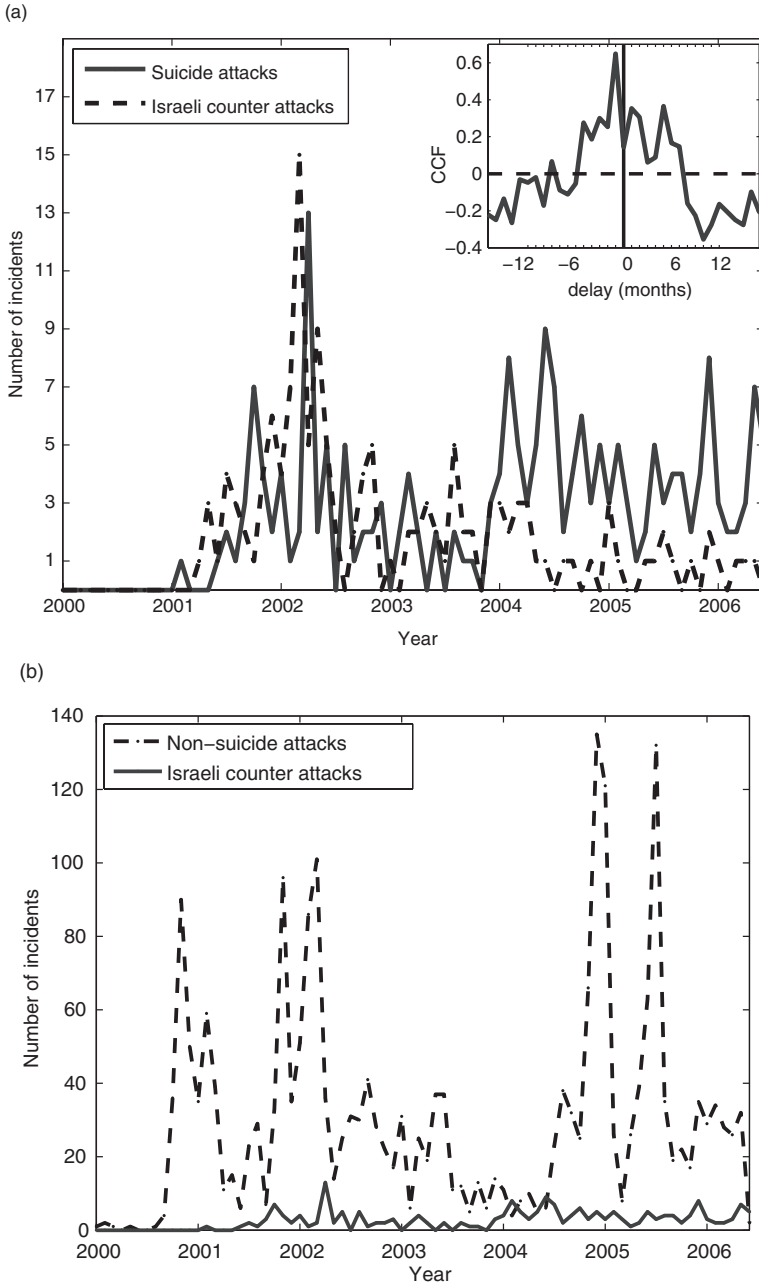 (a)
Suicide attacks
Israeli counter attacks
17
15
13
11
9
7
5
3
1
Number of incidents
2000 2001 2002 2003 2004 2005 2006
Year
0.6
0.4
0.2
0
−0.2
−0.4
CCF
−12 −6 0 6 12
delay (months)
(b)
Non−suicide attacks
Israeli counter attacks
140
120
100
80
60
40
20
0
Number of incidents
2000 2001 2002 2003 2004 2005 2006
Year